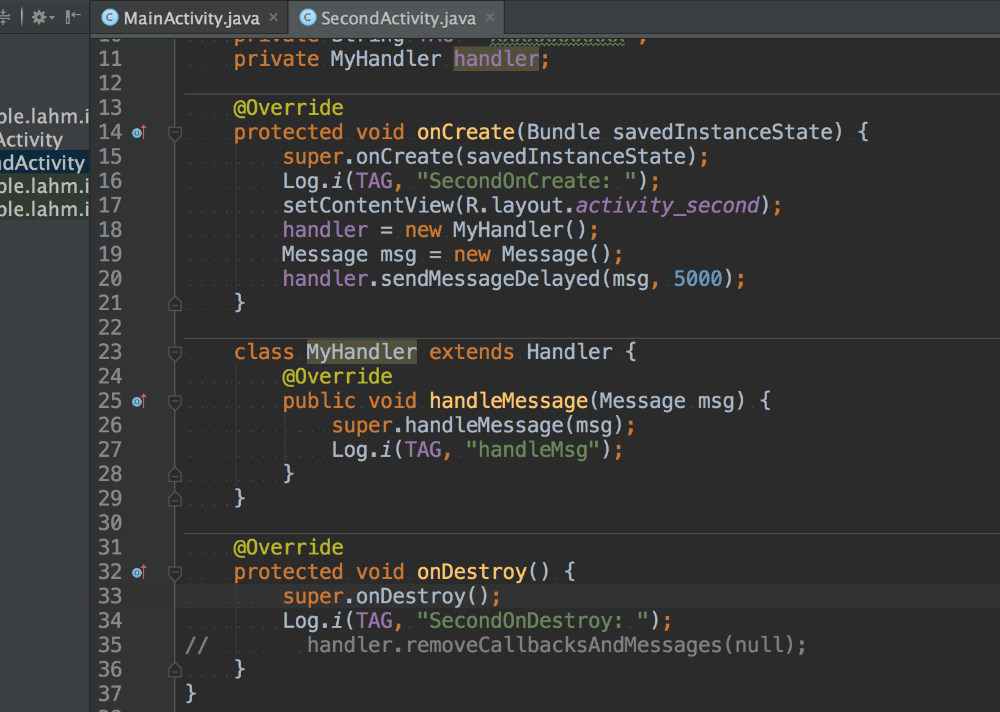 MainActivity.java SecondActivity.java
private String TAG
11 private MyHandler handler;
12
13 @Override
14 protected void onCreate(Bundle savedInstanceState) {
15 super.onCreate(savedInstanceState);
16 Log.i(TAG, "SecondOnCreate: ");
17 setContentView(R.layout.activity_second);
18 handler = new MyHandler();
19 Message msg = new Message();
20 handler.sendMessageDelayed(msg, 5000);
21 }
22
23 class MyHandler extends Handler {
24 @Override
25 public void handleMessage(Message msg) {
26 super.handleMessage(msg);
27 Log.i(TAG, "handleMsg");
28 }
29 }
30
31 @Override
32 protected void onDestroy() {
33 super.onDestroy();
34 Log.i(TAG, "SecondOnDestroy: ");
35 // handler.removeCallbacksAndMessages(null);
36 }
37 }
ple.lahm.i
Activity
ndActivity
ple.lahm.i
ple.lahm.i